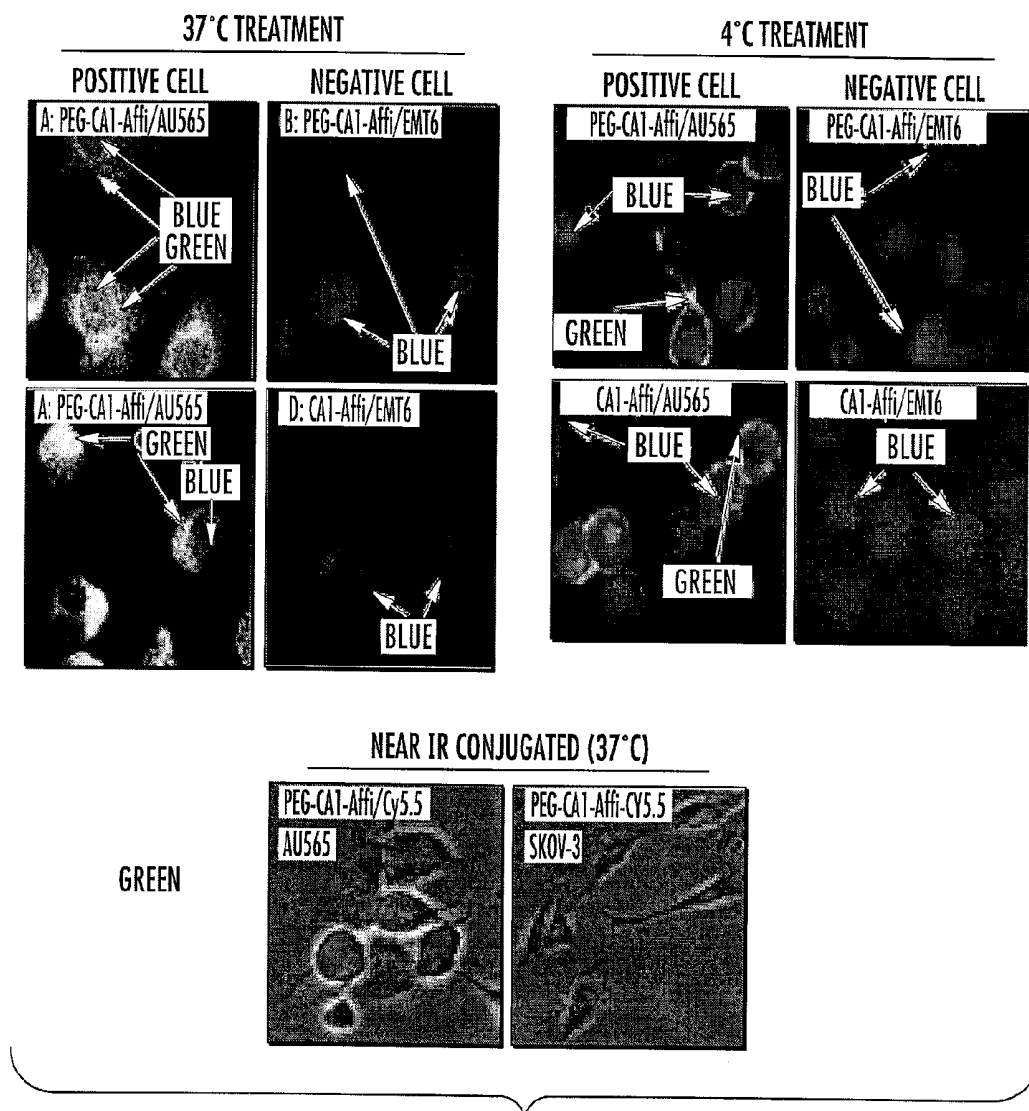 37°C TREATMENT
POSITIVE CELL
NEGATIVE CELL
A: PEG-CA1-Affi/AU565
BLUE
GREEN
B: PEG-CA1-Affi/EMT6
BLUE
A: PEG-CA1-Affi/AU565
GREEN
BLUE
D: CA1-Affi/EMT6
BLUE
4°C TREATMENT
POSITIVE CELL
NEGATIVE CELL
PEG-CA1-Affi/AU565
BLUE
GREEN
PEG-CA1-Affi/EMT6
BLUE
CA1-Affi/AU565
BLUE
GREEN
CA1-Affi/EMT6
BLUE
NEAR IR CONJUGATED (37°C)
GREEN
PEG-CA1-Affi/Cy5.5
AU565
PEG-CA1-Affi-CY5.5
SKOV-3